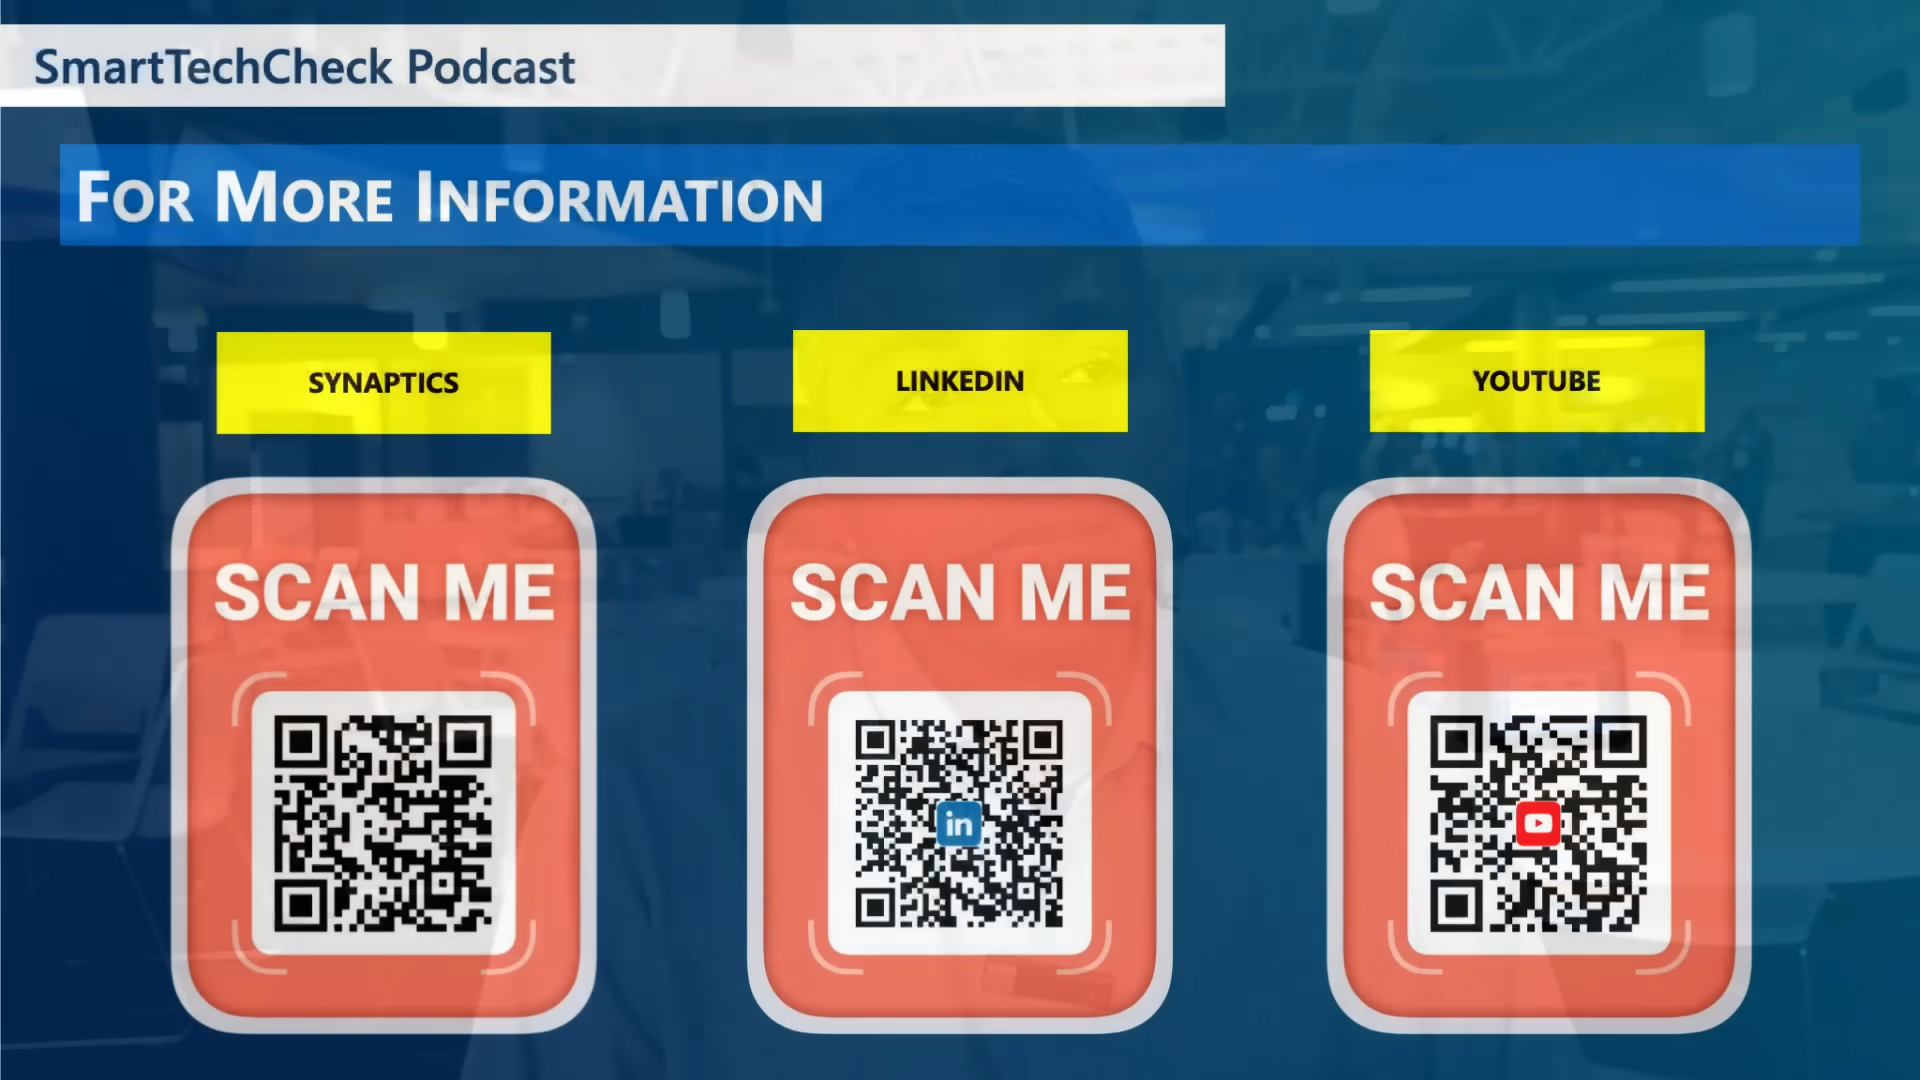 SmartTechCheck Podcast
FOR MORE INFORMATION
SYNAPTICS
LINKEDIN
YOUTUBE
SCAN ME
SCAN ME
SCAN ME
in